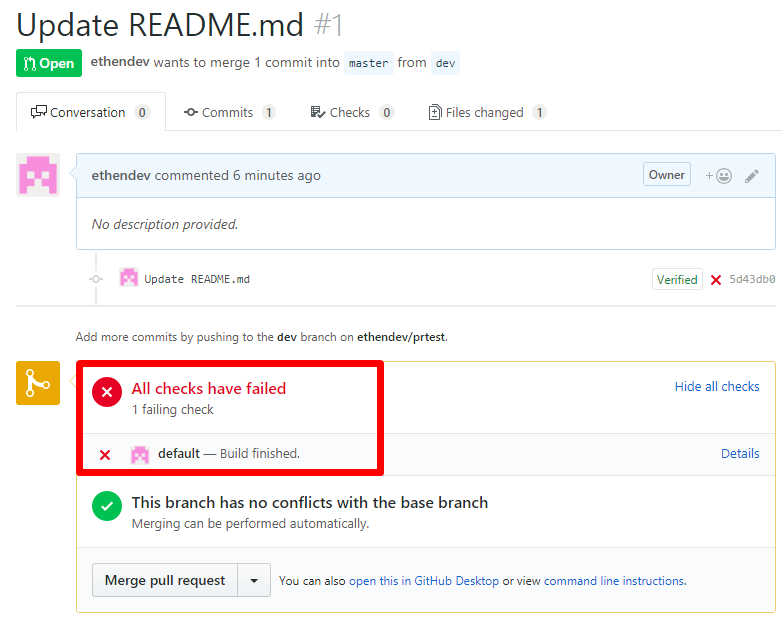 Update README.md #1
Open ethendev wants to merge 1 commit into master from dev
Conversation 0 Commits 1 Checks 0 Files changed 1
ethendev commented 6 minutes ago Owner +
No description provided.
Update README.md Verified 5d43db0
Add more commits by pushing to the dev branch on ethendev/prtest.
All checks have failed Hide all checks
1 failing check
default — Build finished. Details
This branch has no conflicts with the base branch
Merging can be performed automatically.
Merge pull request You can also open this in GitHub Desktop or view command line instructions.